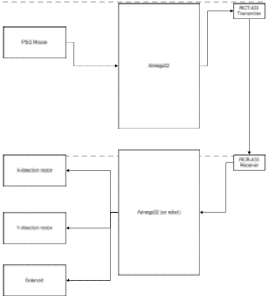 PS/2 Mouse
Atmega32
RCT-433
Transmitter
RCR-433
Receiver
X-direction motor
Atmega32 (on robot)
Y-direction motor
Solenoid